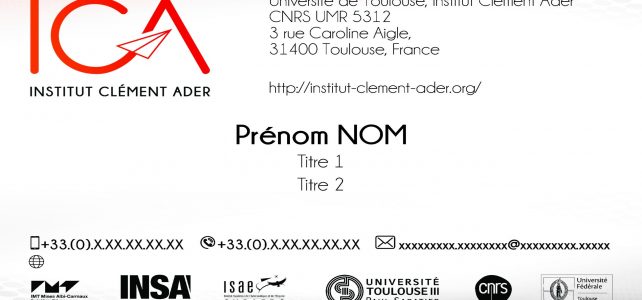 ICA
INSTITUT CLÉMENT ADER
Université de Toulouse, Institut Clément Ader
CNRS UMR 5312
3 rue Caroline Aigle,
31400 Toulouse, France
http://institut-clement-ader.org/
Prénom NOM
Titre 1
Titre 2
+33.(0).X.XX.XX.XX.XX
+33.(0).X.XX.XX.XX.XX
xxxxxxxxx.xxxxxxxx@xxxxxxxxx.xxxxx
IMT Mines Albi-Carmaux
INSA
isae
UNIVERSITÉ
TOULOUSE III
cnrs
Université
Fédérale
Toulouse